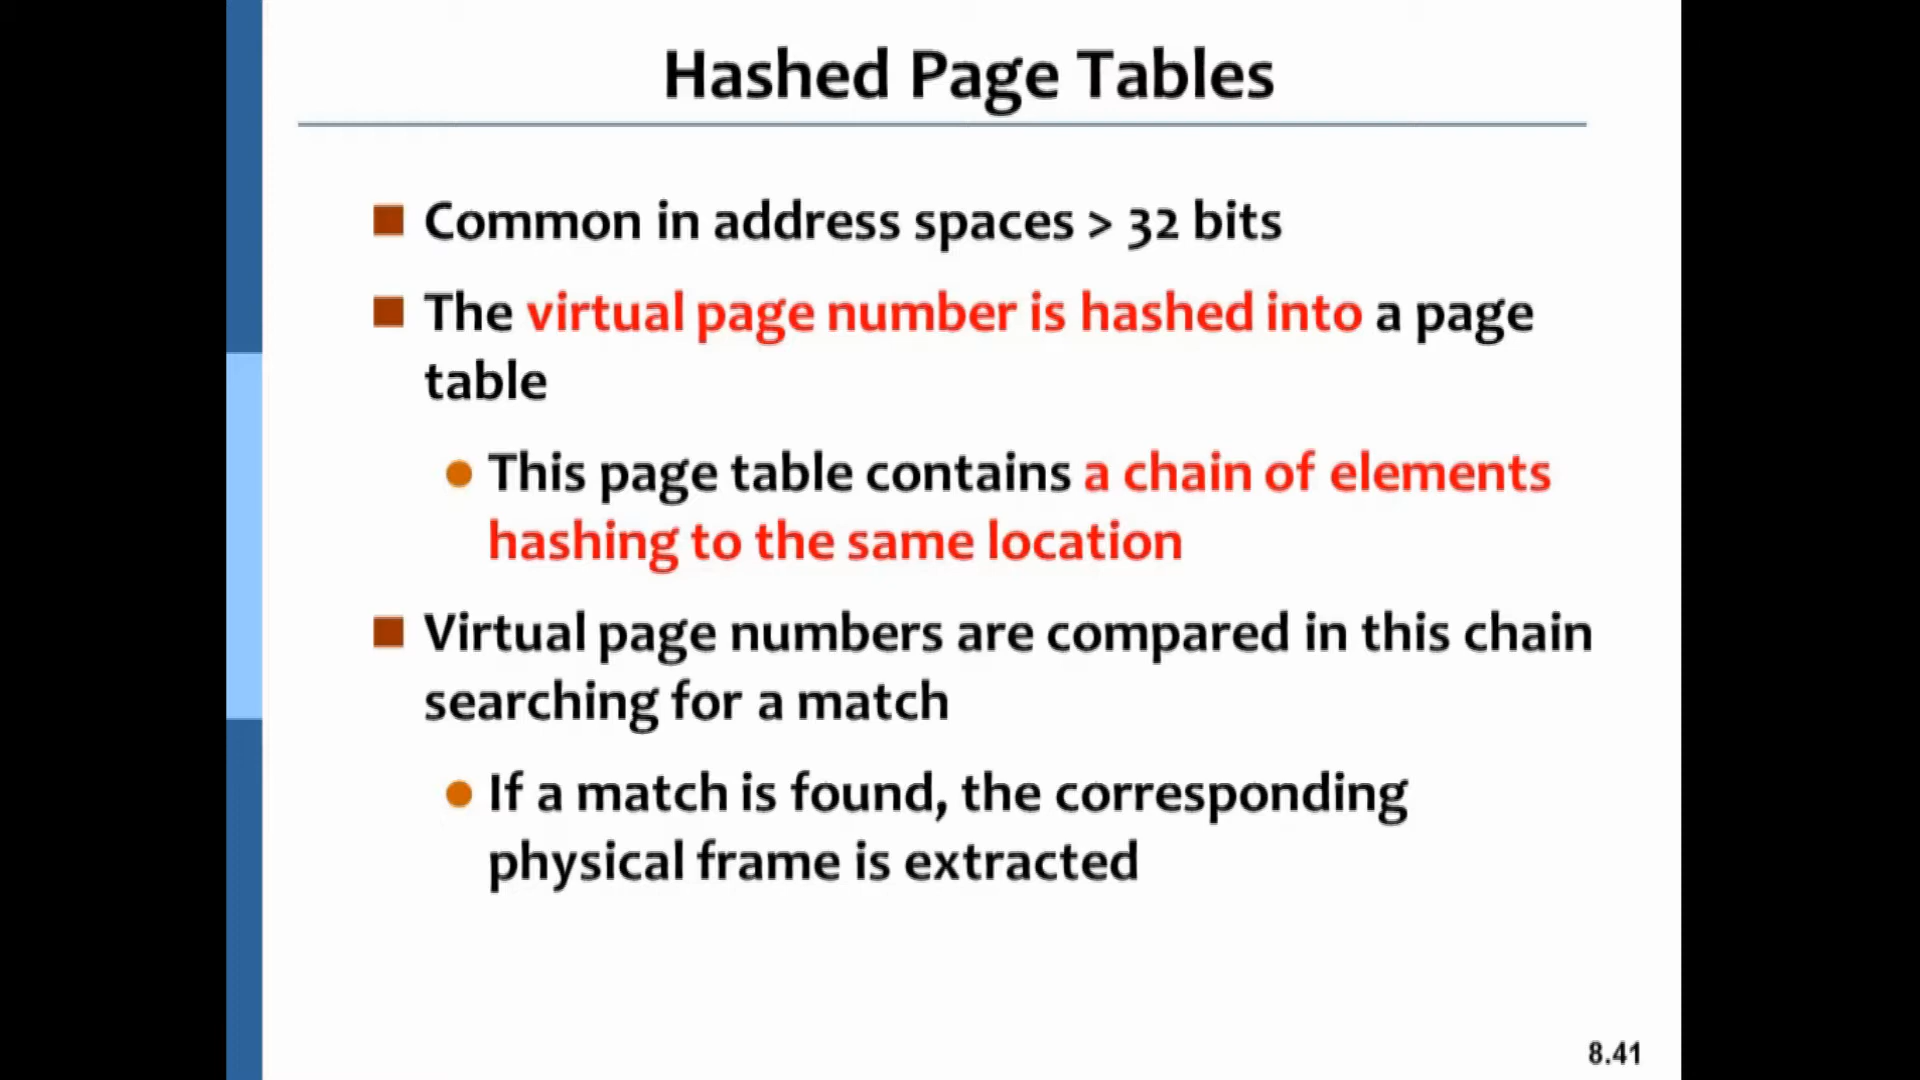 Hashed Page Tables
Common in address spaces > 32 bits
The virtual page number is hashed into a page
table
This page table contains a chain of elements
hashing to the same location
Virtual page numbers are compared in this chain
searching for a match
If a match is found, the corresponding
physical frame is extracted
8.41